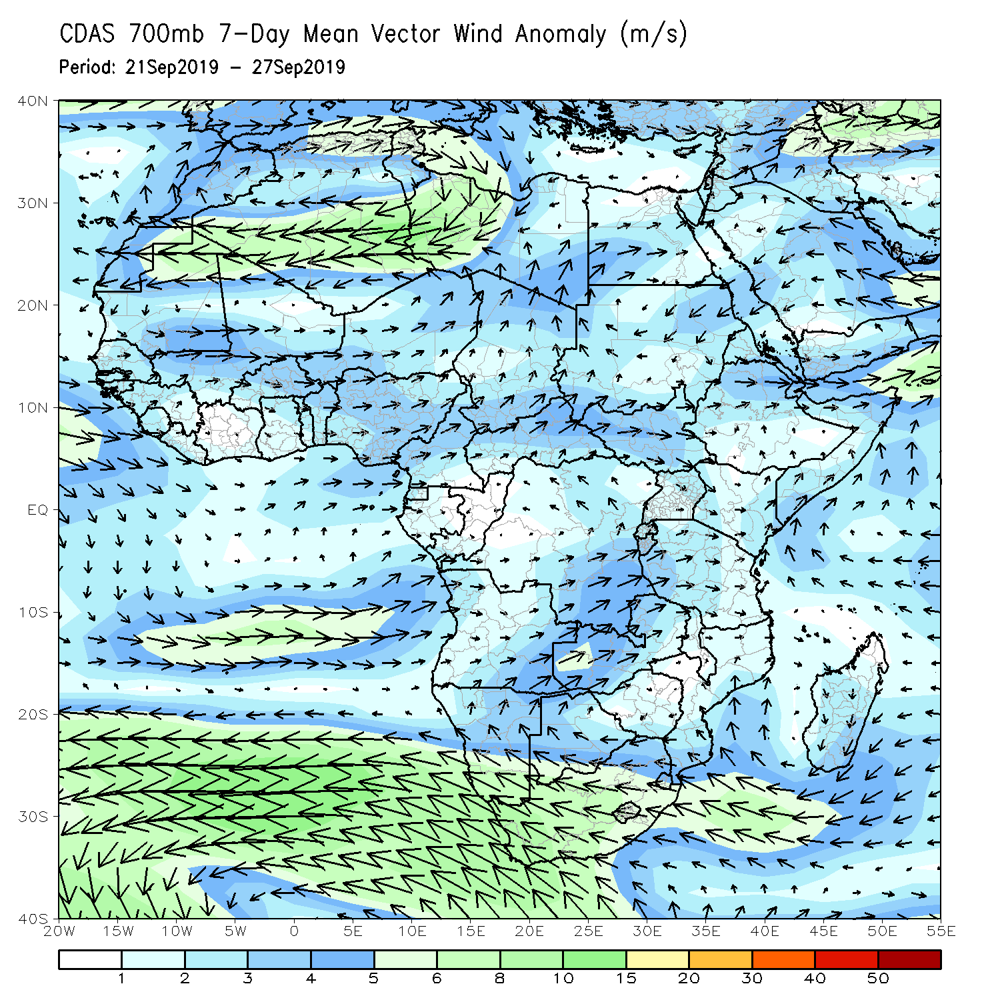 CDAS 700mb 7-Day Mean Vector Wind Anomaly (m/s)
Period: 21Sep2019 - 27Sep2019
40N
30N
20N
10N
EQ
10S
20S
30S
40S
20W 15W 10W 5W 0 5E 10E 15E 20E 25E 30E 35E 40E 45E 50E 55E
1 2 3 4 5 6 8 10 15 20 30 40 50